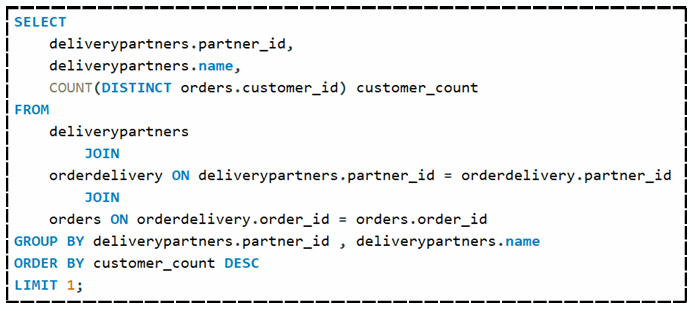 SELECT
    deliverypartners.partner_id,
    deliverypartners.name,
    COUNT(DISTINCT orders.customer_id) customer_count
FROM
    deliverypartners
        JOIN
    orderdelivery ON deliverypartners.partner_id = orderdelivery.partner_id
        JOIN
    orders ON orderdelivery.order_id = orders.order_id
GROUP BY deliverypartners.partner_id , deliverypartners.name
ORDER BY customer_count DESC
LIMIT 1;